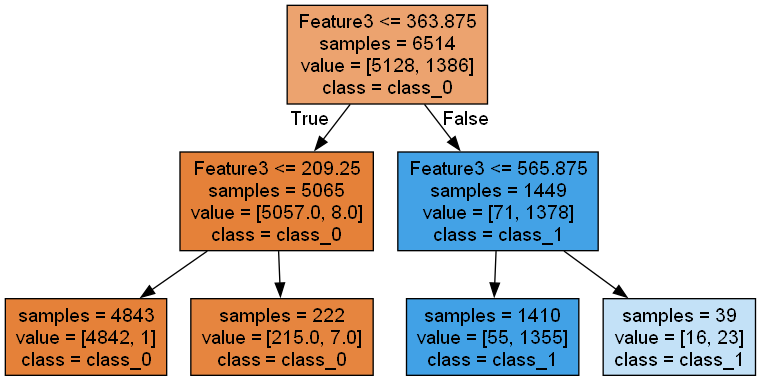 Feature3 <= 363.875
samples = 6514
value = [5128, 1386]
class = class_0
True
False
Feature3 <= 209.25
samples = 5065
value = [5057.0, 8.0]
class = class_0
Feature3 <= 565.875
samples = 1449
value = [71, 1378]
class = class_1
samples = 4843
value = [4842, 1]
class = class_0
samples = 222
value = [215.0, 7.0]
class = class_0
samples = 1410
value = [55, 1355]
class = class_1
samples = 39
value = [16, 23]
class = class_1